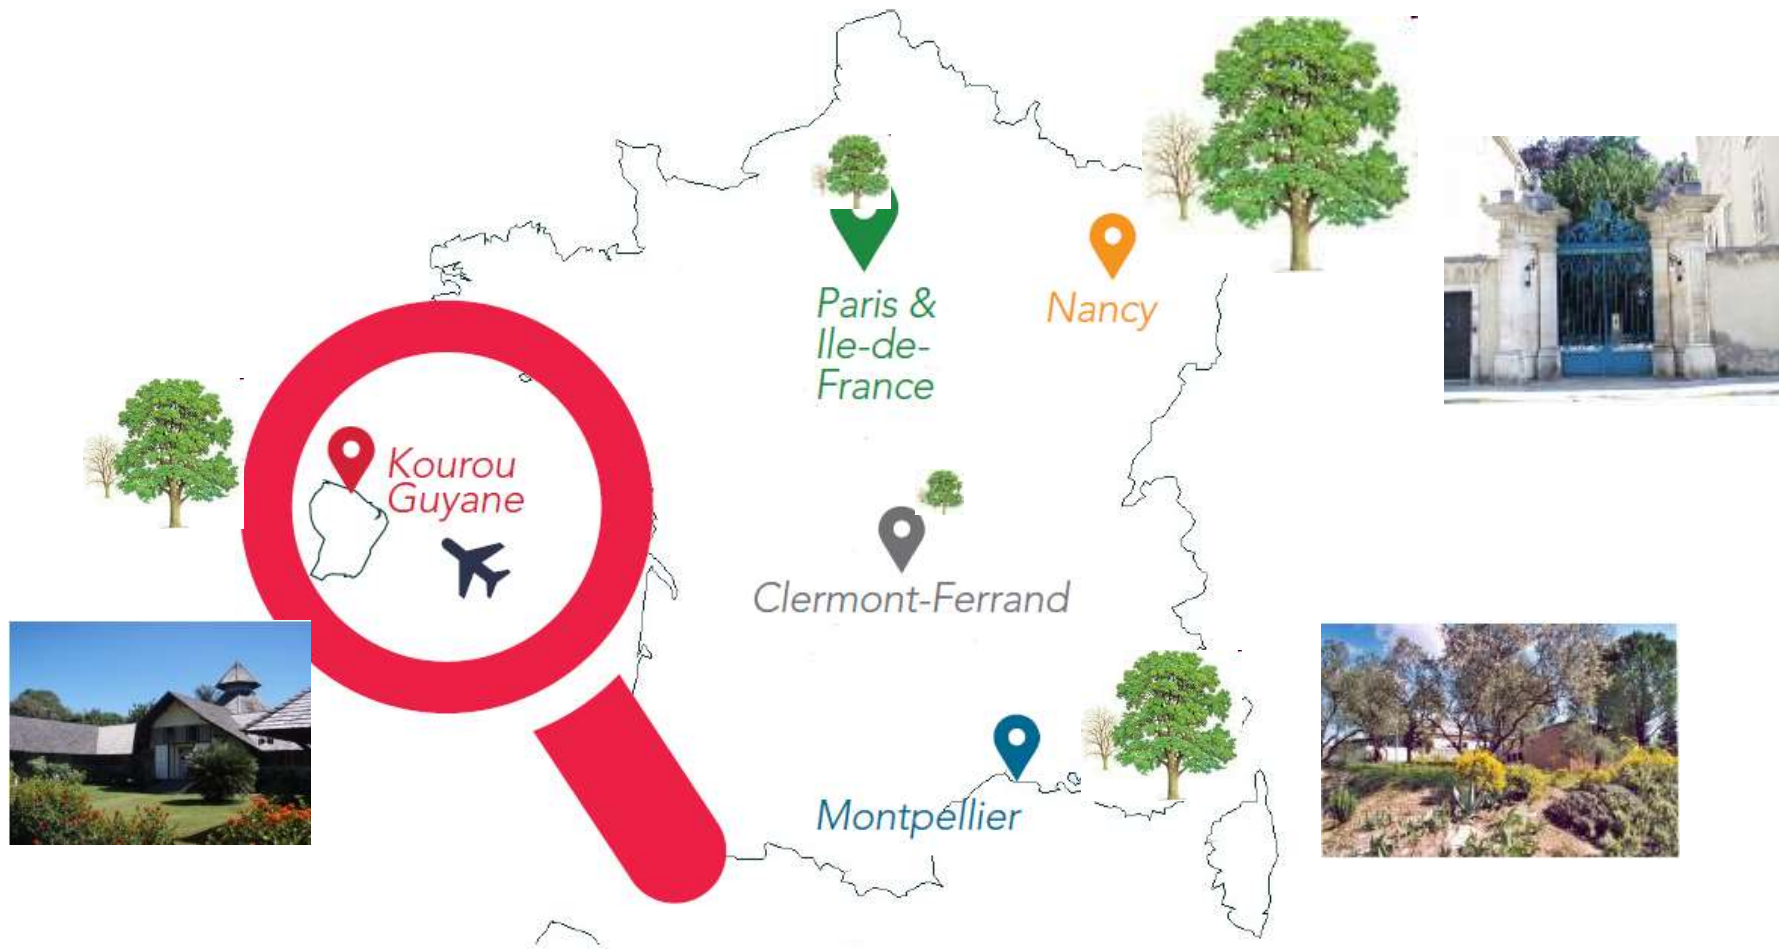 Paris &
Ile-de-
France
Nancy
Kourou
Guyane
Clermont-Ferrand
Montpellier